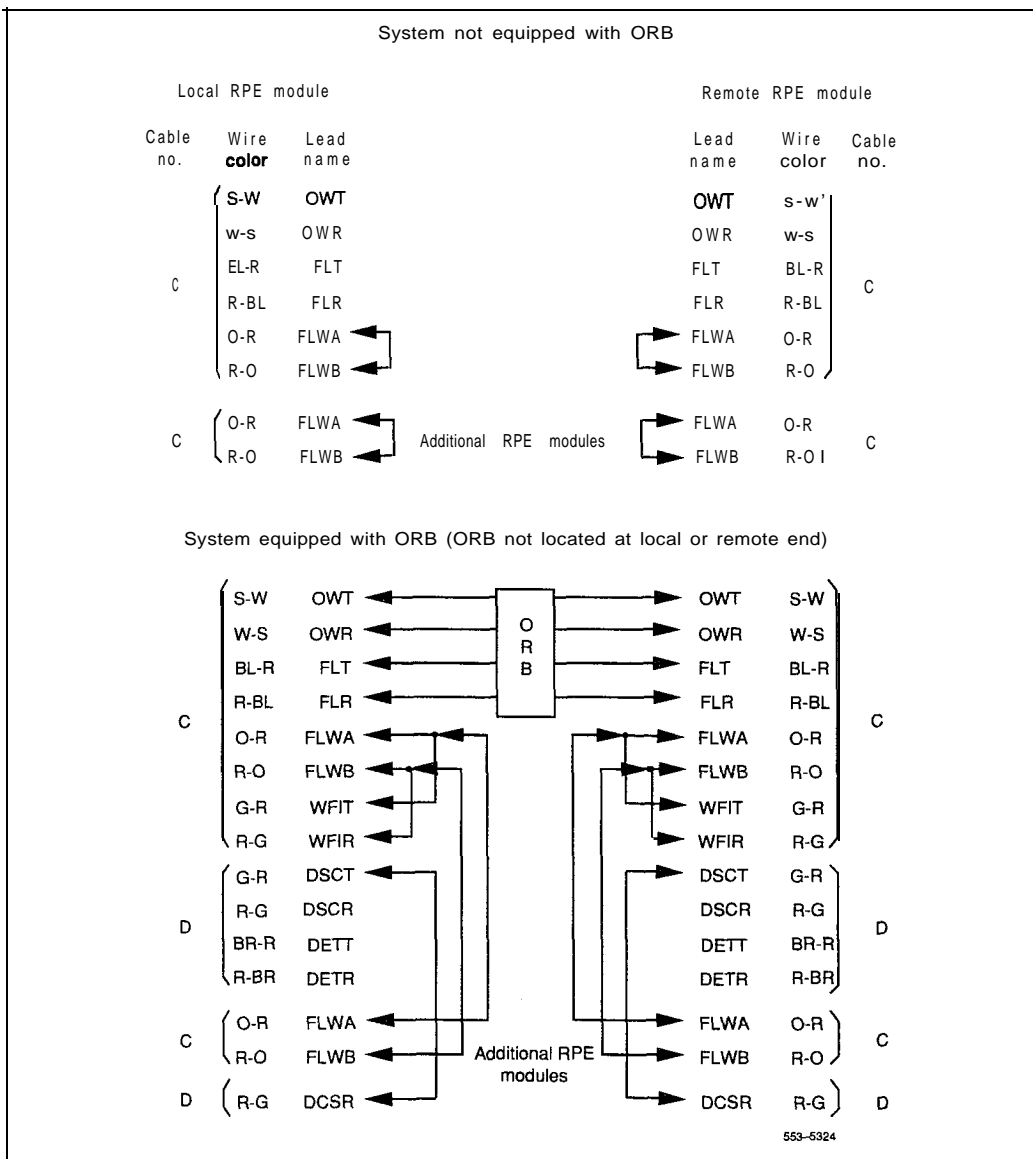 System not equipped with ORB
Local RPE module Remote RPE module
Cable Wire Lead Lead Wire Cable
no. color name name color no.
S-W OWT OWT s-w'
w-s OWR OWR w-s
EL-R FLT FLT BL-R
C C
R-BL FLR FLR R-BL
O-R FLWA FLWA O-R
R-O FLWB FLWB R-O
O-R FLWA FLWA O-R
C Additional RPE modules C
R-O FLWB FLWB R-O I
System equipped with ORB (ORB not located at local or remote end)
S-W OWT OWT S-W
W-S OWR ORB OWR W-S
BL-R FLT FLT BL-R
R-BL FLR FLR R-BL
C C
O-R FLWA FLWA O-R
R-O FLWB FLWB R-O
G-R WFIT WFIT G-R
R-G WFIR WFIR R-G
G-R DSCT DSCT G-R
R-G DSCR DSCR R-G
D D
BR-R DETT DETT BR-R
R-BR DETR DETR R-BR
O-R FLWA FLWA O-R
C C
R-O FLWB Additional RPE FLWB R-O
modules
D R-G DCSR DCSR R-G D
553-5324